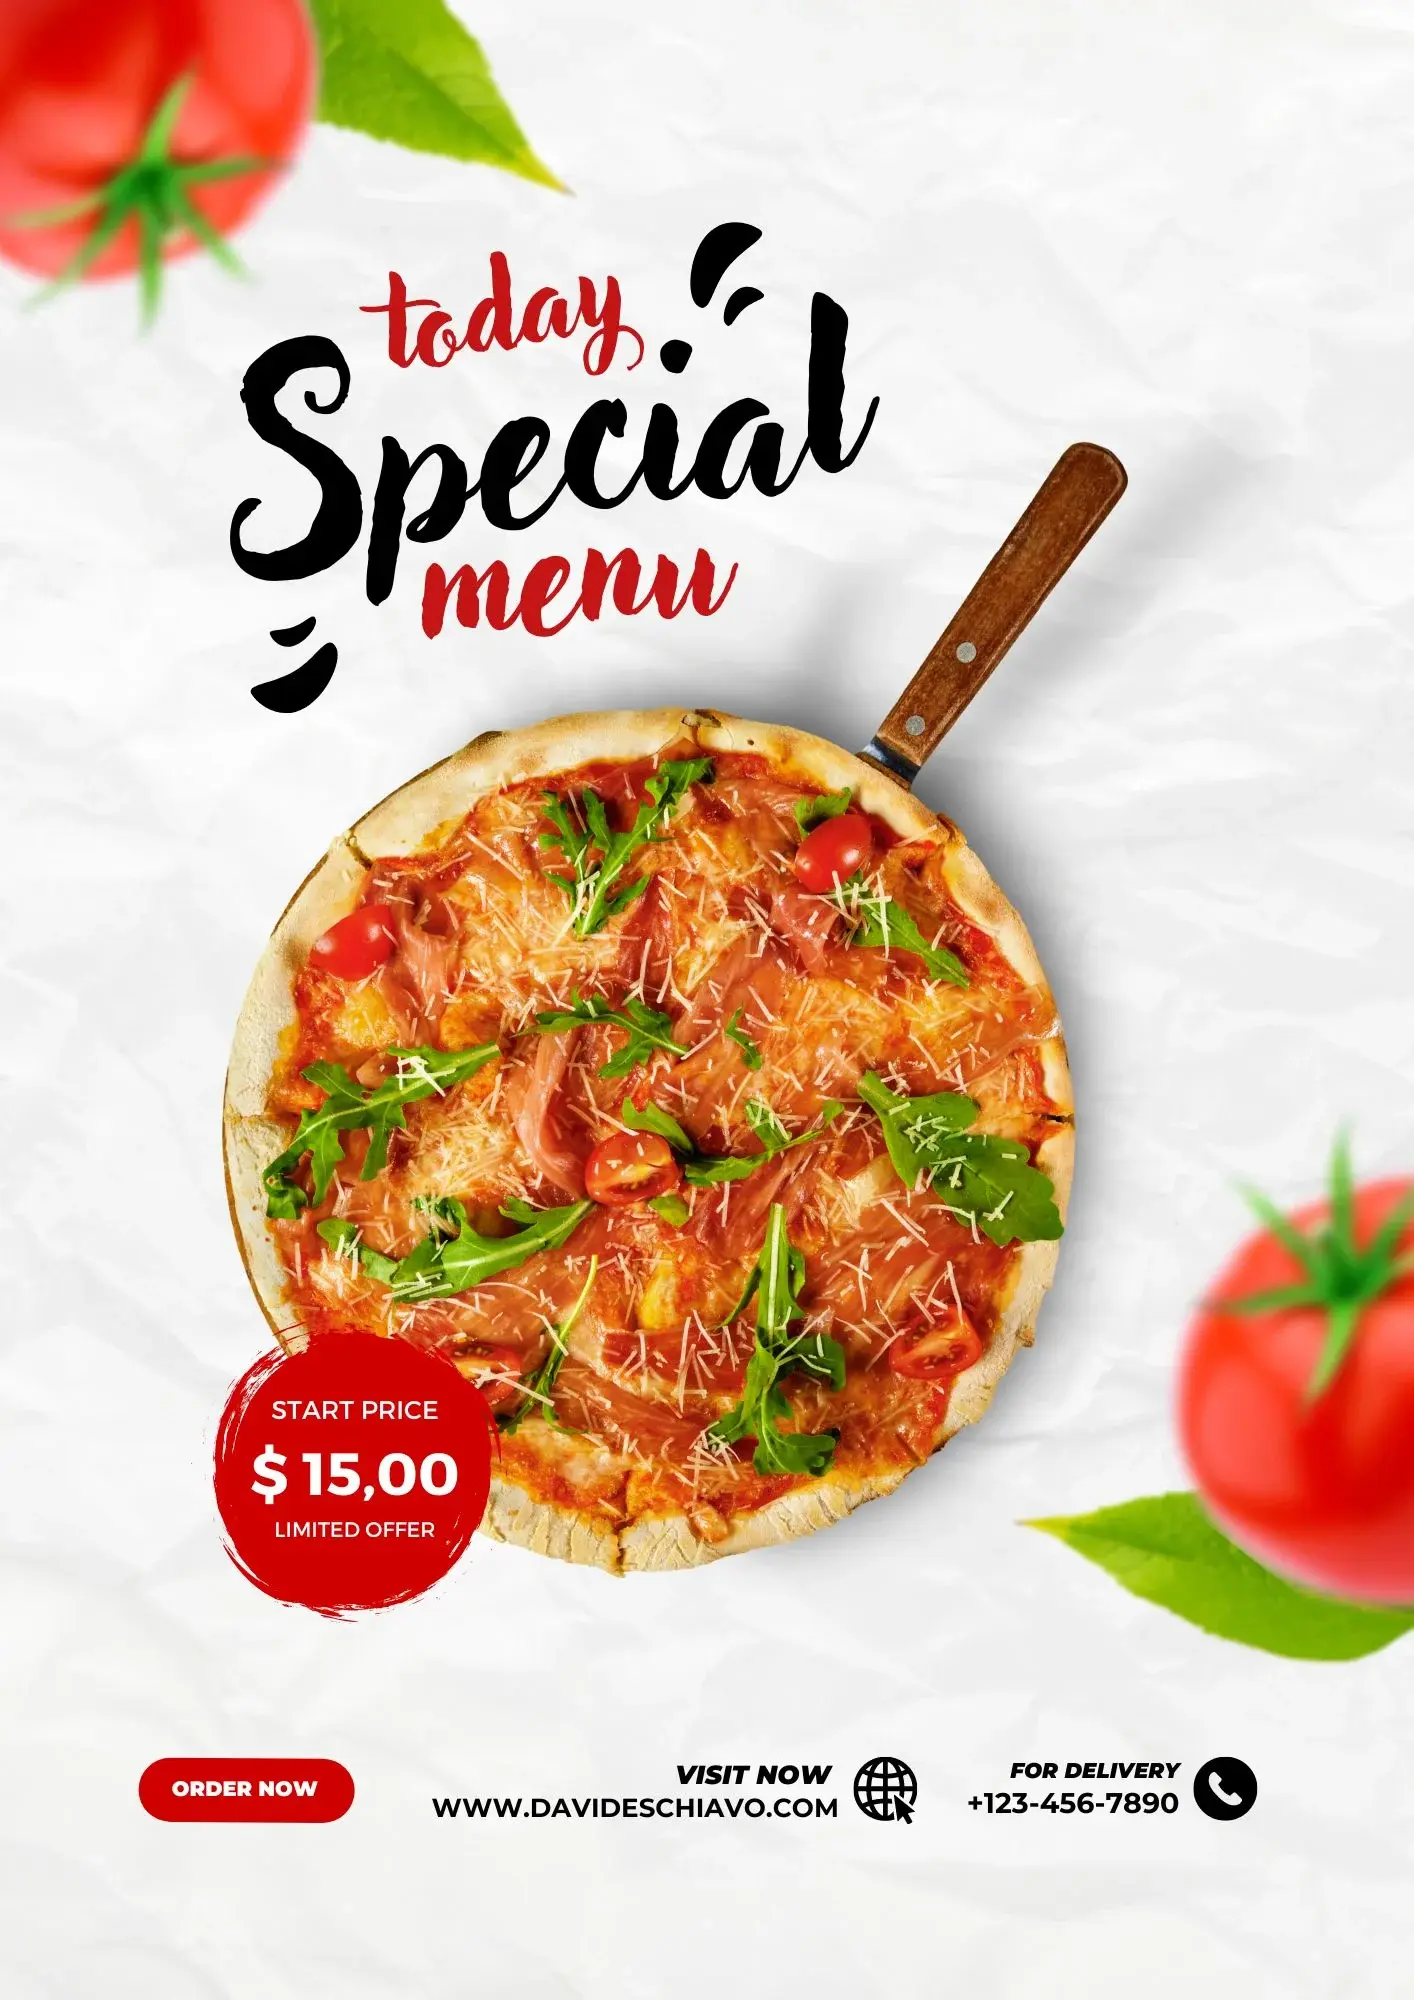 today
Special
menu
START PRICE
$ 15,00
LIMITED OFFER
ORDER NOW
VISIT NOW
WWW.DAVIDESCHIAVO.COM
FOR DELIVERY
+123-456-7890